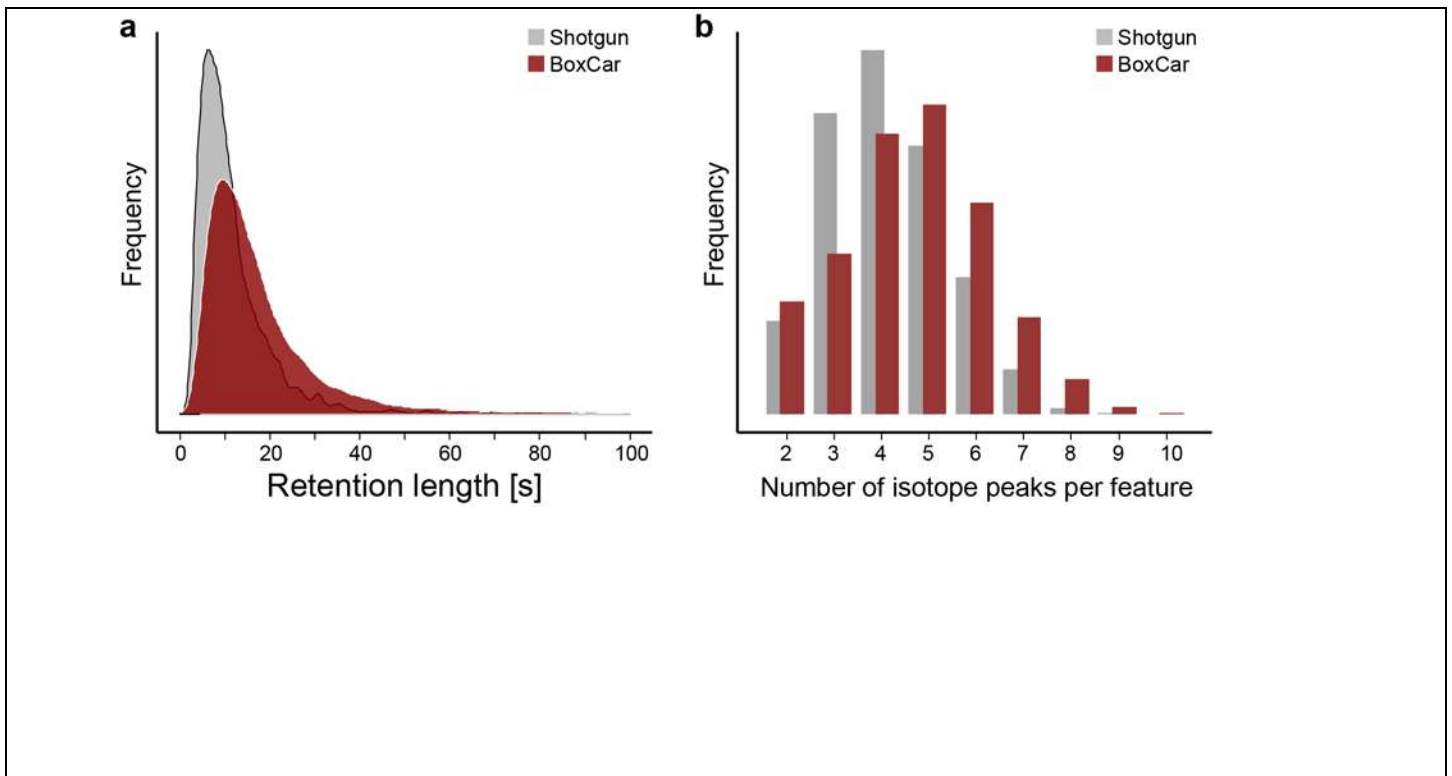 a
Shotgun
BoxCar
Frequency
0 20 40 60 80 100
Retention length [s]
b
Shotgun
BoxCar
Frequency
2 3 4 5 6 7 8 9 10
Number of isotope peaks per feature